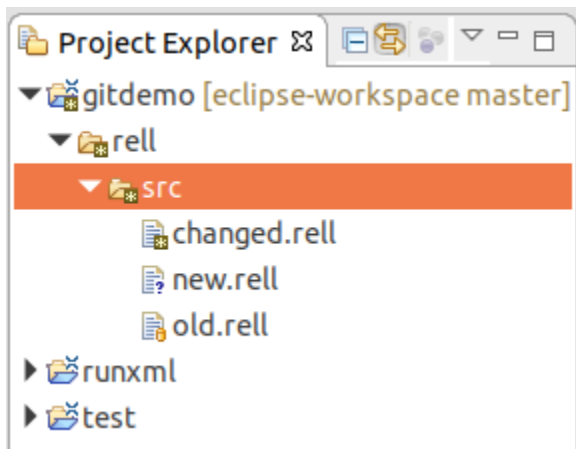 Project Explorer
gitdemo [eclipse-workspace master]
rell
src
changed.rell
new.rell
old.rell
runxml
test